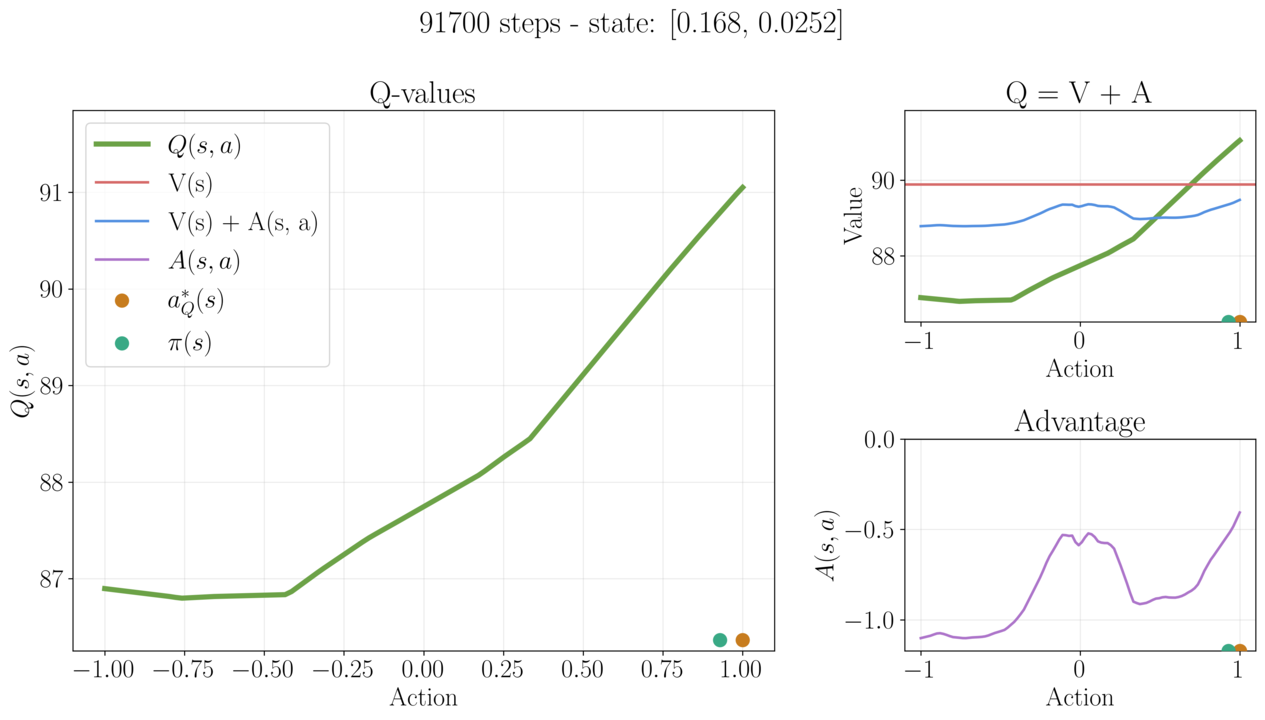 91700 steps - state: [0.168, 0.0252]
Q-values
Q(s, a)
V(s)
V(s) + A(s, a)
A(s, a)
a*Q(s)
π(s)
Q(s, a)
91
90
89
88
87
−1.00 −0.75 −0.50 −0.25 0.00 0.25 0.50 0.75 1.00
Action
Q = V + A
Value
90
88
−1 0 1
Action
Advantage
A(s, a)
0.0
−0.5
−1.0
−1 0 1
Action